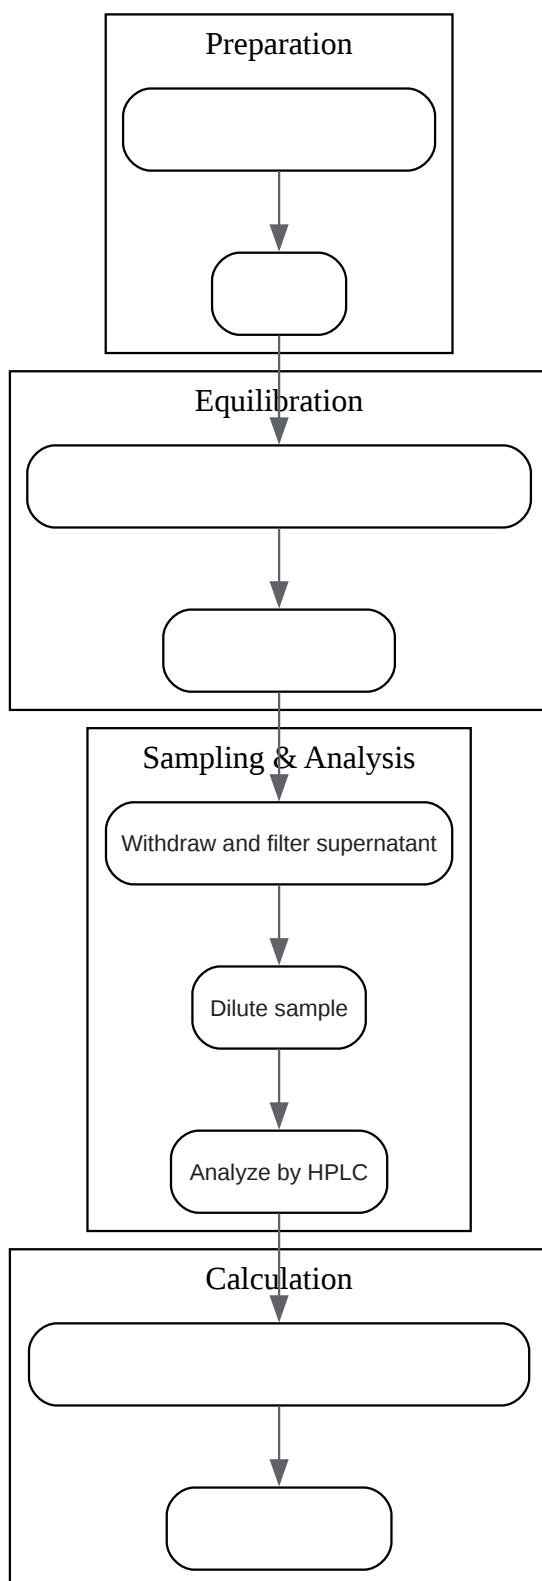 Preparation
Equilibration
Sampling & Analysis
Withdraw and filter supernatant
Dilute sample
Analyze by HPLC
Calculation